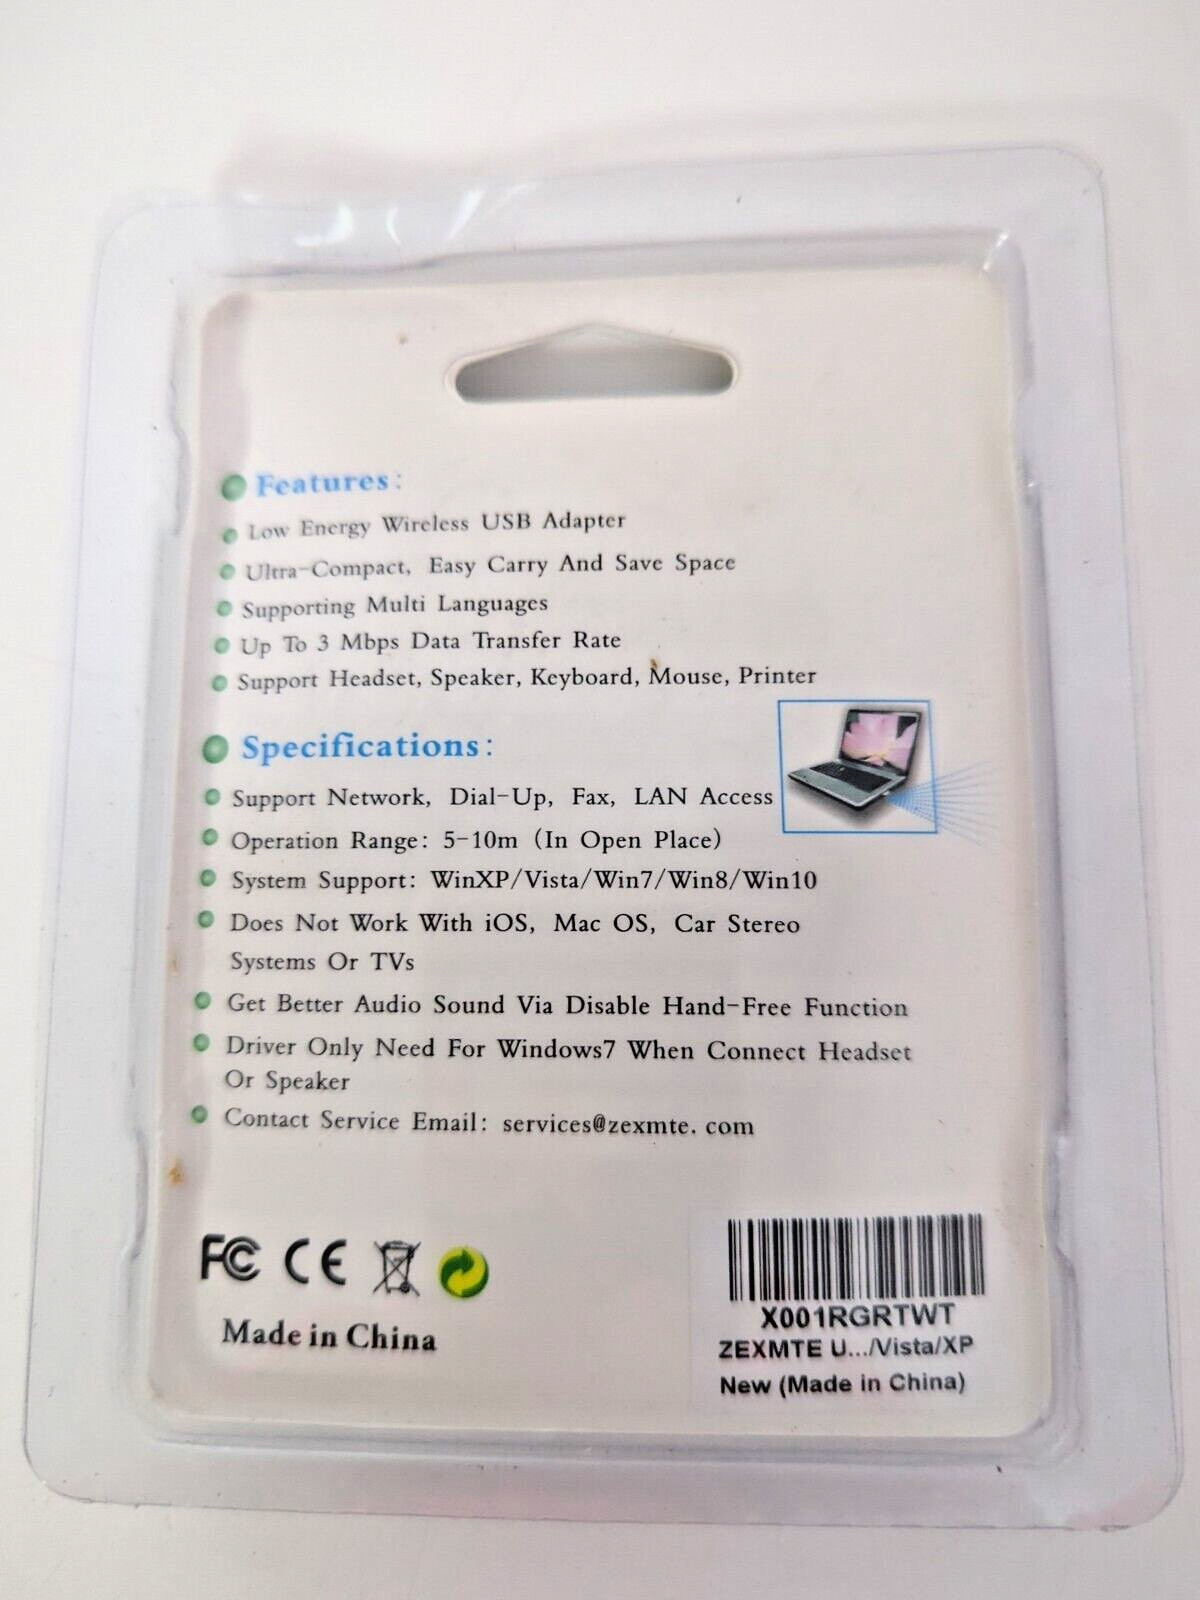 Features:
Low Energy Wireless USB Adapter
Ultra-Compact, Easy Carry And Save Space
Supporting Multi Languages
Up To 3 Mbps Data Transfer Rate
Support Headset, Speaker, Keyboard, Mouse, Printer
Specifications:
Support Network, Dial-Up, Fax, LAN Access
Operation Range: 5-10m (In Open Place)
System Support: WinXP/Vista/Win7/Win8/Win10
Does Not Work With iOS, Mac OS, Car Stereo
Systems Or TVs
Get Better Audio Sound Via Disable Hand-Free Function
Driver Only Need For Windows7 When Connect Headset
Or Speaker
Contact Service Email: services@zexmte.com
FC CE
Made in China
X001RGRTWT
ZEXMTE U.../Vista/XP
New (Made in China)